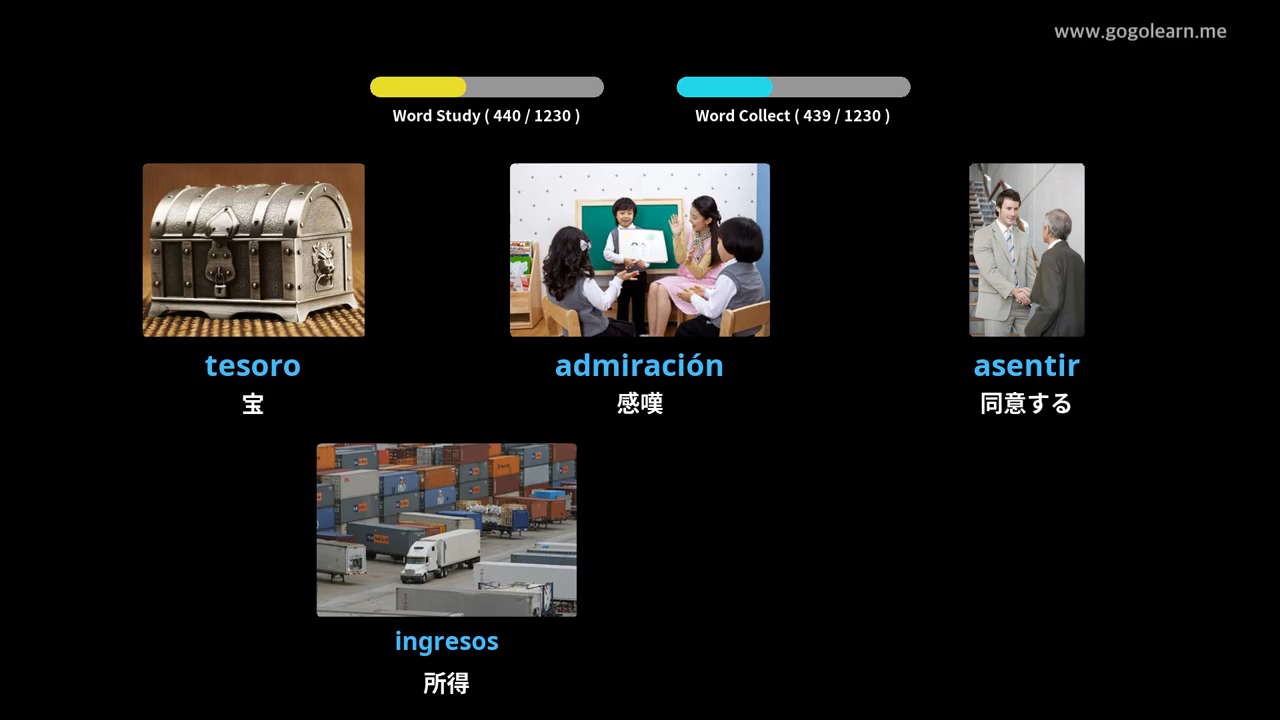 www.gogolearn.me
Word Study ( 440 / 1230 )
Word Collect ( 439 / 1230 )
tesoro
宝
admiración
感嘆
asentir
同意する
ingresos
所得